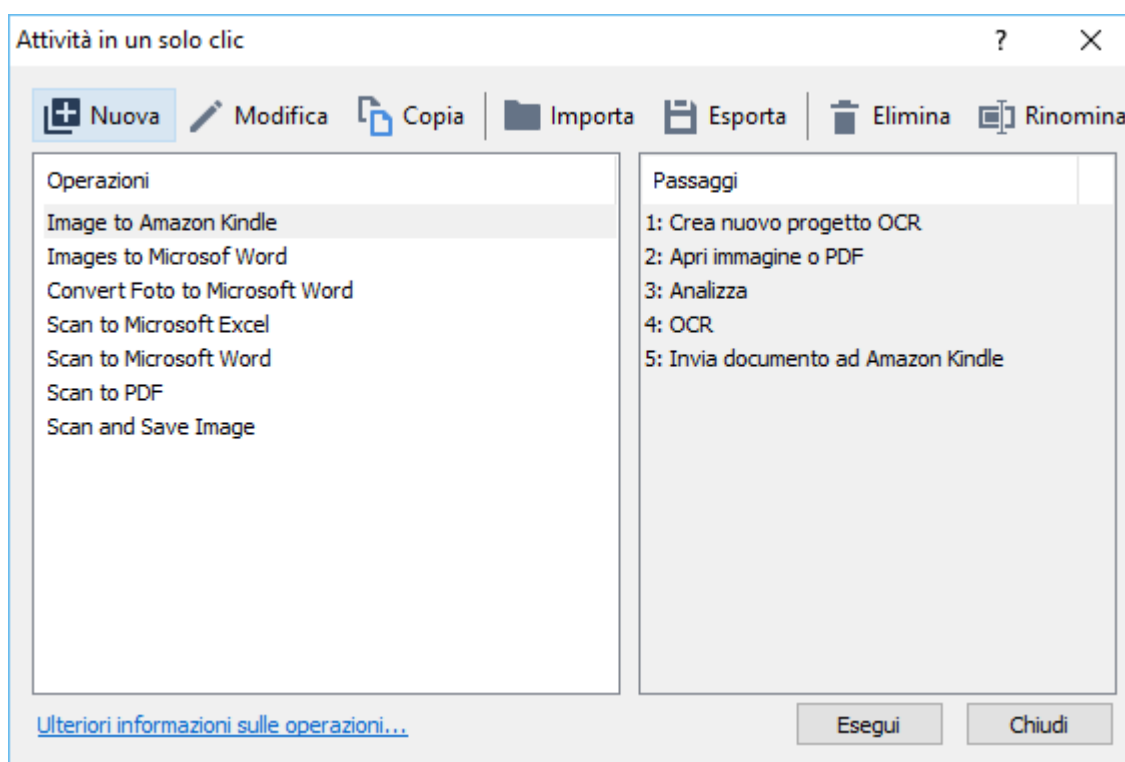 Attività in un solo clic
?
Nuova Modifica Copia Importa Esporta Elimina Rinomina
Operazioni
Image to Amazon Kindle
Images to Microsof Word
Convert Foto to Microsoft Word
Scan to Microsoft Excel
Scan to Microsoft Word
Scan to PDF
Scan and Save Image
Passaggi
1: Crea nuovo progetto OCR
2: Apri immagine o PDF
3: Analizza
4: OCR
5: Invia documento ad Amazon Kindle
Ulteriori informazioni sulle operazioni...
Esegui Chiudi